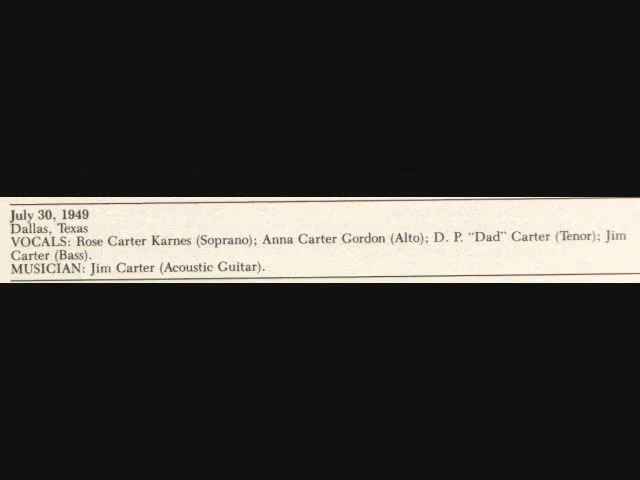 July 30, 1949
Dallas, Texas
VOCALS: Rose Carter Karnes (Soprano); Anna Carter Gordon (Alto); D. P. “Dad” Carter (Tenor); Jim
Carter (Bass).
MUSICIAN: Jim Carter (Acoustic Guitar).